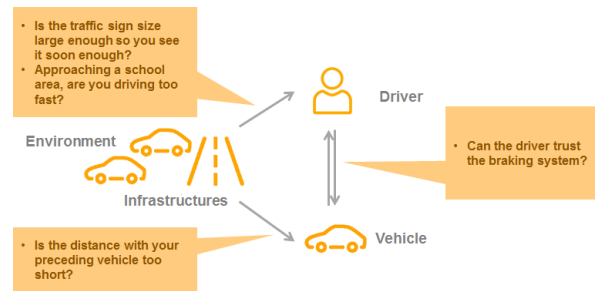 • Is the traffic sign size
large enough so you see
it soon enough?
• Approaching a school
area, are you driving too
fast?
Driver
Environment
• Can the driver trust
the braking system?
Infrastructures
Vehicle
• Is the distance with your
preceding vehicle too
short?